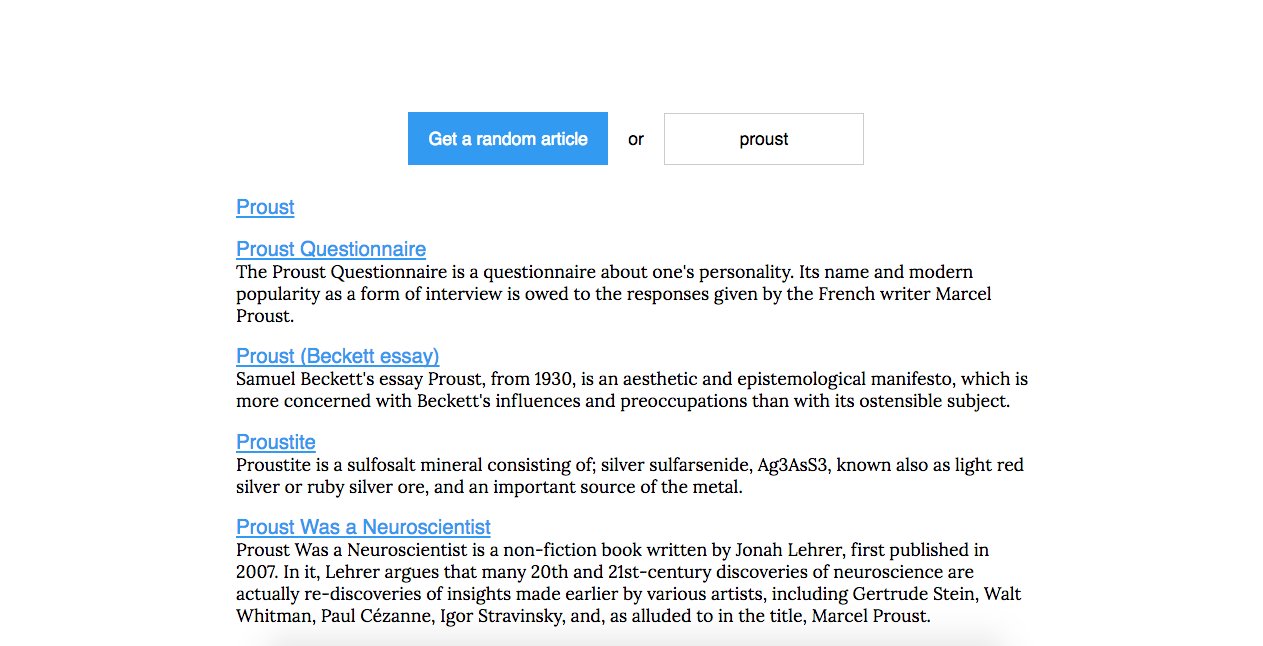 Get a random article or proust
Proust
Proust Questionnaire
The Proust Questionnaire is a questionnaire about one's personality. Its name and modern
popularity as a form of interview is owed to the responses given by the French writer Marcel
Proust.
Proust (Beckett essay)
Samuel Beckett's essay Proust, from 1930, is an aesthetic and epistemological manifesto, which is
more concerned with Beckett's influences and preoccupations than with its ostensible subject.
Proustite
Proustite is a sulfosalt mineral consisting of; silver sulfarsenide, Ag3AsS3, known also as light red
silver or ruby silver ore, and an important source of the metal.
Proust Was a Neuroscientist
Proust Was a Neuroscientist is a non-fiction book written by Jonah Lehrer, first published in
2007. In it, Lehrer argues that many 20th and 21st-century discoveries of neuroscience are
actually re-discoveries of insights made earlier by various artists, including Gertrude Stein, Walt
Whitman, Paul Cézanne, Igor Stravinsky, and, as alluded to in the title, Marcel Proust.